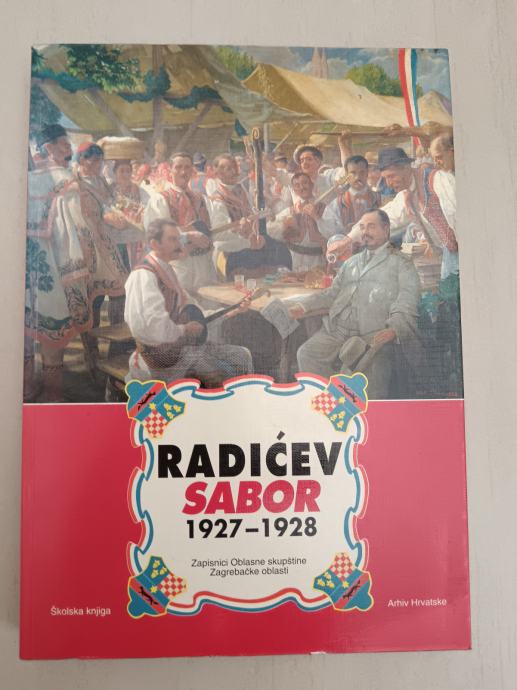 RADIĆEV
SABOR
1927–1928
Zapisnici Oblasne skupštine
Zagrebačke oblasti
Školska knjiga
Arhiv Hrvatske